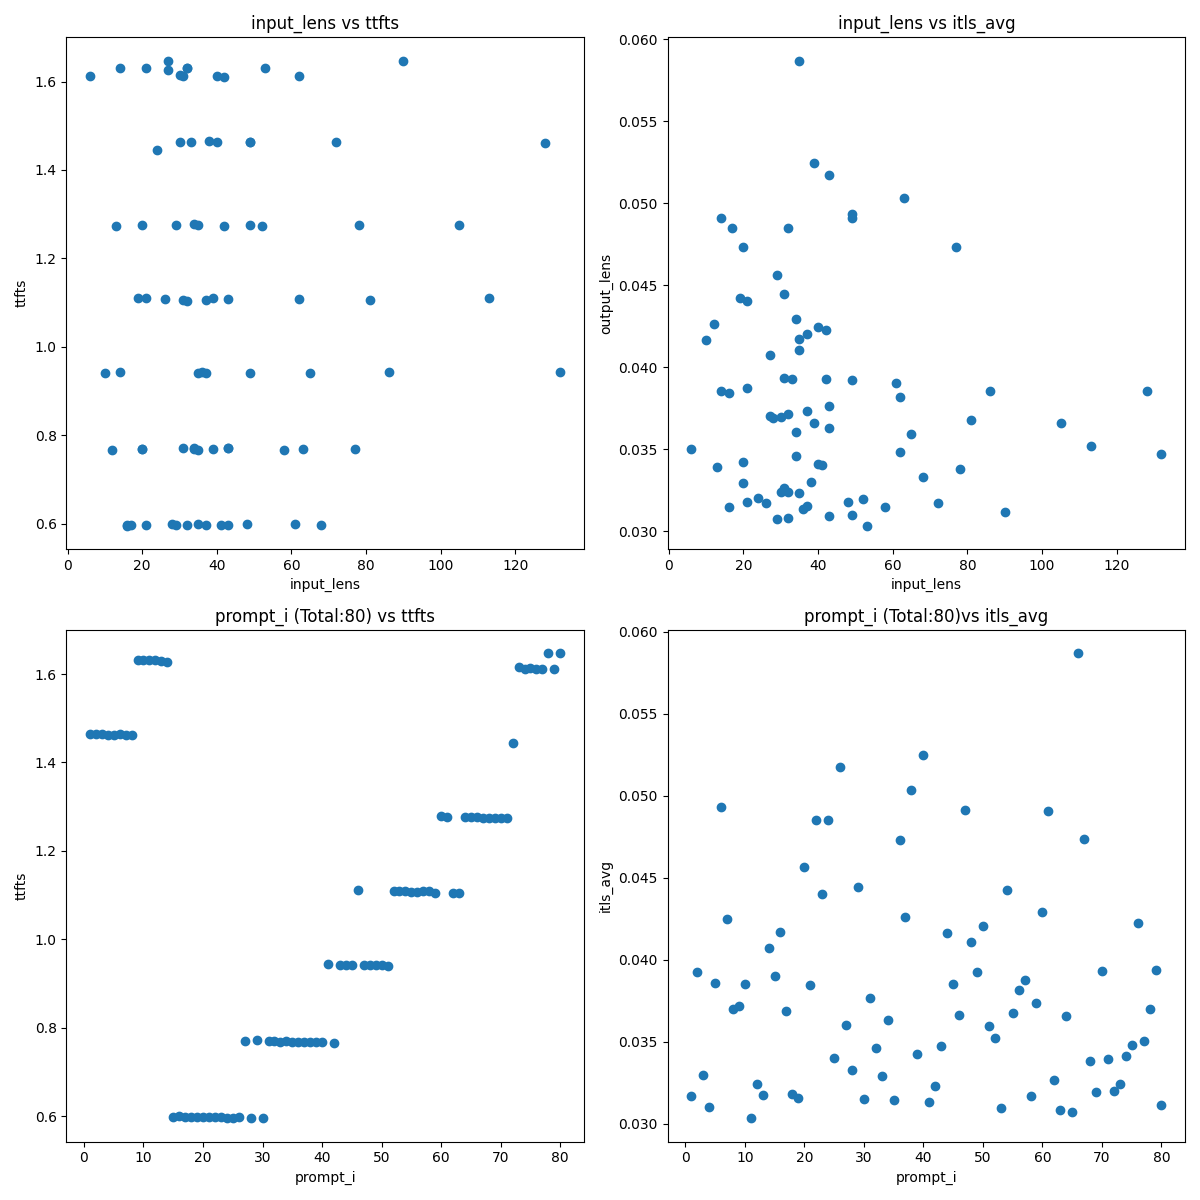 input_lens vs ttfts
1.6
1.4
1.2
1.0
0.8
0.6
ttfts
0 20 40 60 80 100 120
input_lens
input_lens vs itls_avg
0.060
0.055
0.050
0.045
0.040
0.035
0.030
output_lens
0 20 40 60 80 100 120
input_lens
prompt_i (Total:80) vs ttfts
1.6
1.4
1.2
1.0
0.8
0.6
ttfts
0 10 20 30 40 50 60 70 80
prompt_i
prompt_i (Total:80)vs itls_avg
0.060
0.055
0.050
0.045
0.040
0.035
0.030
itls_avg
0 10 20 30 40 50 60 70 80
prompt_i